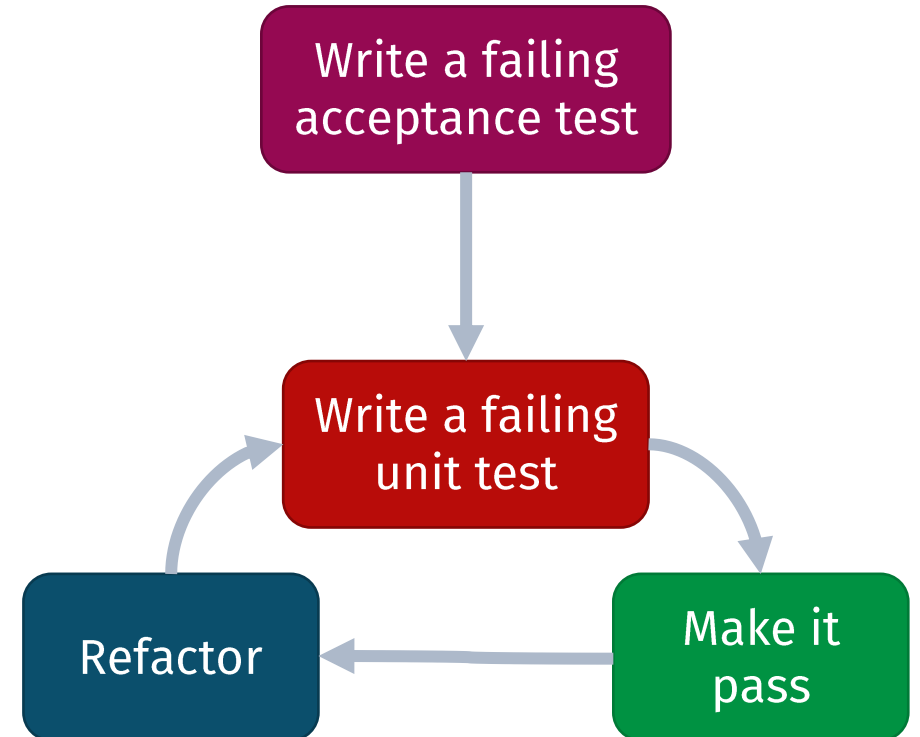 Write a failing
acceptance test
Write a failing
unit test
Refactor
Make it
pass